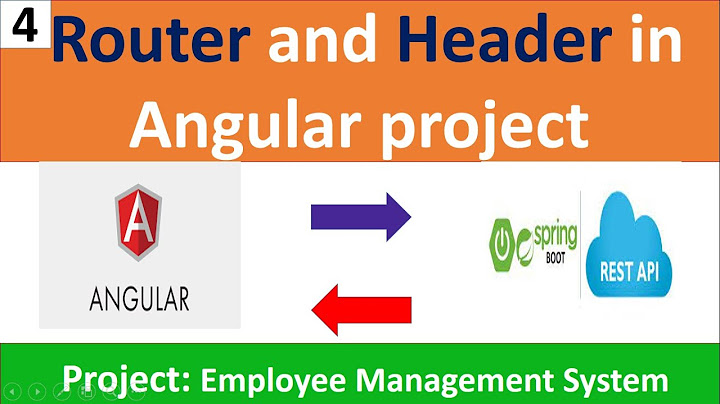 4
Router and Header in
Angular project
A
ANGULAR
spring
BOOT
REST API
Project: Employee Management System